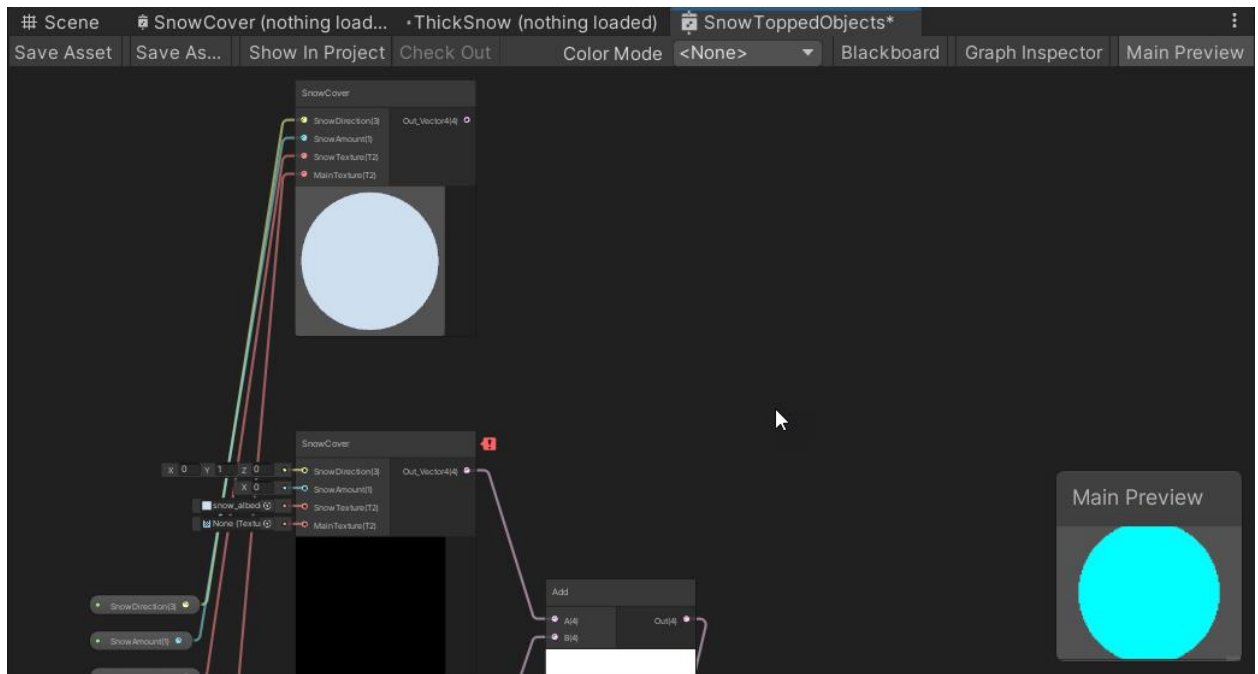 Scene SnowCover (nothing load... ThickSnow (nothing loaded) SnowToppedObjects*
Save Asset Save As... Show In Project Check Out Color Mode <None> Blackboard Graph Inspector Main Preview
SnowCover
SnowDirection(3) Out_Vector4(4)
SnowAmount(1)
SnowTexture(T2)
MainTexture(T2)
SnowCover
X 0 Y 1 Z 0 SnowDirection(3) Out_Vector4(4)
X 0 SnowAmount(1)
snow_albed SnowTexture(T2)
None (Textu MainTexture(T2)
Main Preview
Add
SnowDirection(3)
A(4) Out(4)
B(4)
SnowAmount(1)